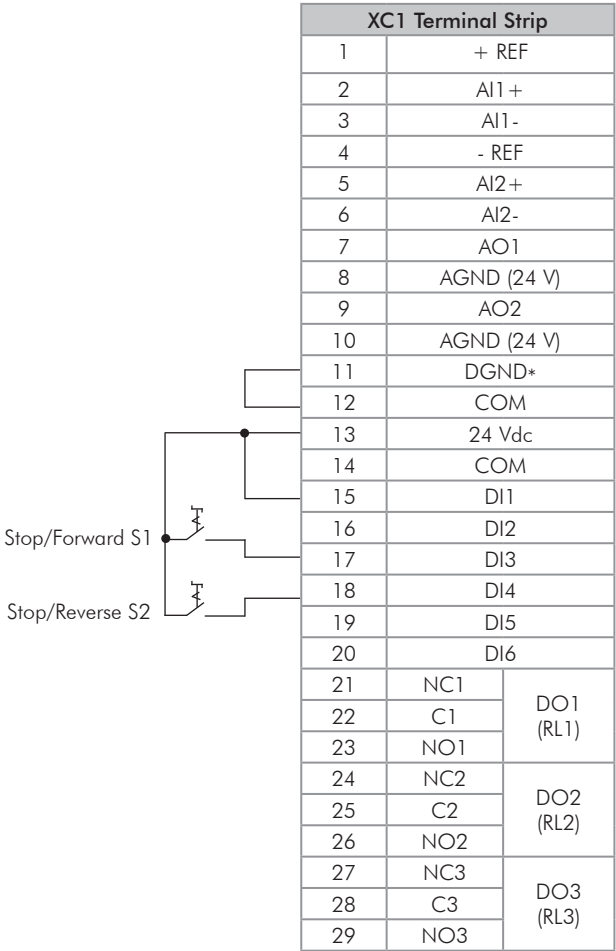 XC1 Terminal Strip
1 + REF
2 AI1+
3 AI1-
4 - REF
5 AI2+
6 AI2-
7 AO1
8 AGND (24 V)
9 AO2
10 AGND (24 V)
11 DGND*
12 COM
13 24 Vdc
14 COM
15 DI1
16 DI2
Stop/Forward S1
17 DI3
18 DI4
Stop/Reverse S2
19 DI5
20 DI6
21 NC1
22 C1
23 NO1
DO1
(RL1)
24 NC2
25 C2
26 NO2
DO2
(RL2)
27 NC3
28 C3
29 NO3
DO3
(RL3)